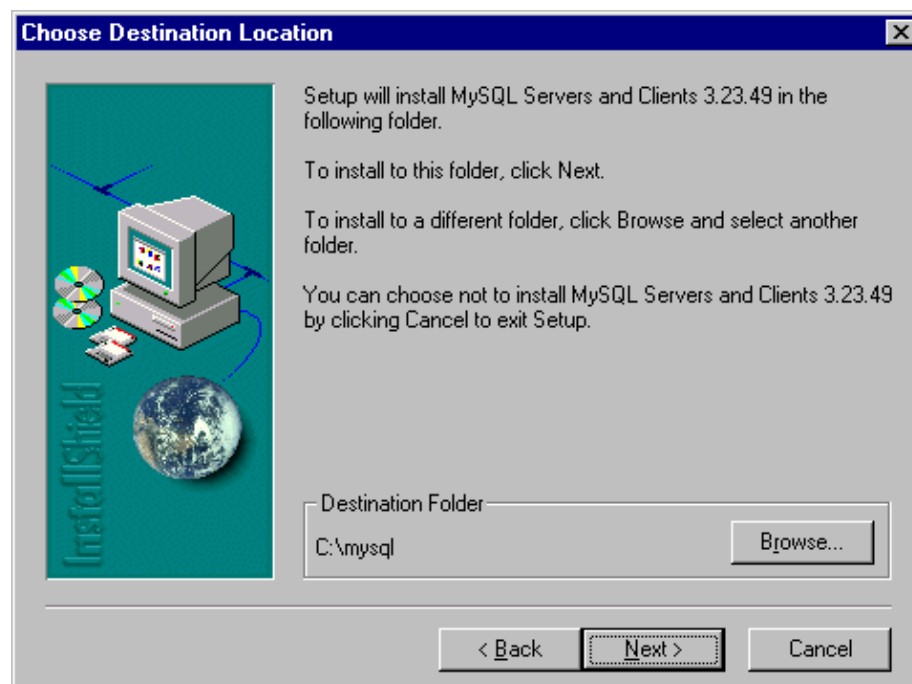 Choose Destination Location
Setup will install MySQL Servers and Clients 3.23.49 in the
following folder.
To install to this folder, click Next.
To install to a different folder, click Browse and select another
folder.
You can choose not to install MySQL Servers and Clients 3.23.49
by clicking Cancel to exit Setup.
InstallShield
Destination Folder
C:\mysql
Browse...
< Back
Next >
Cancel